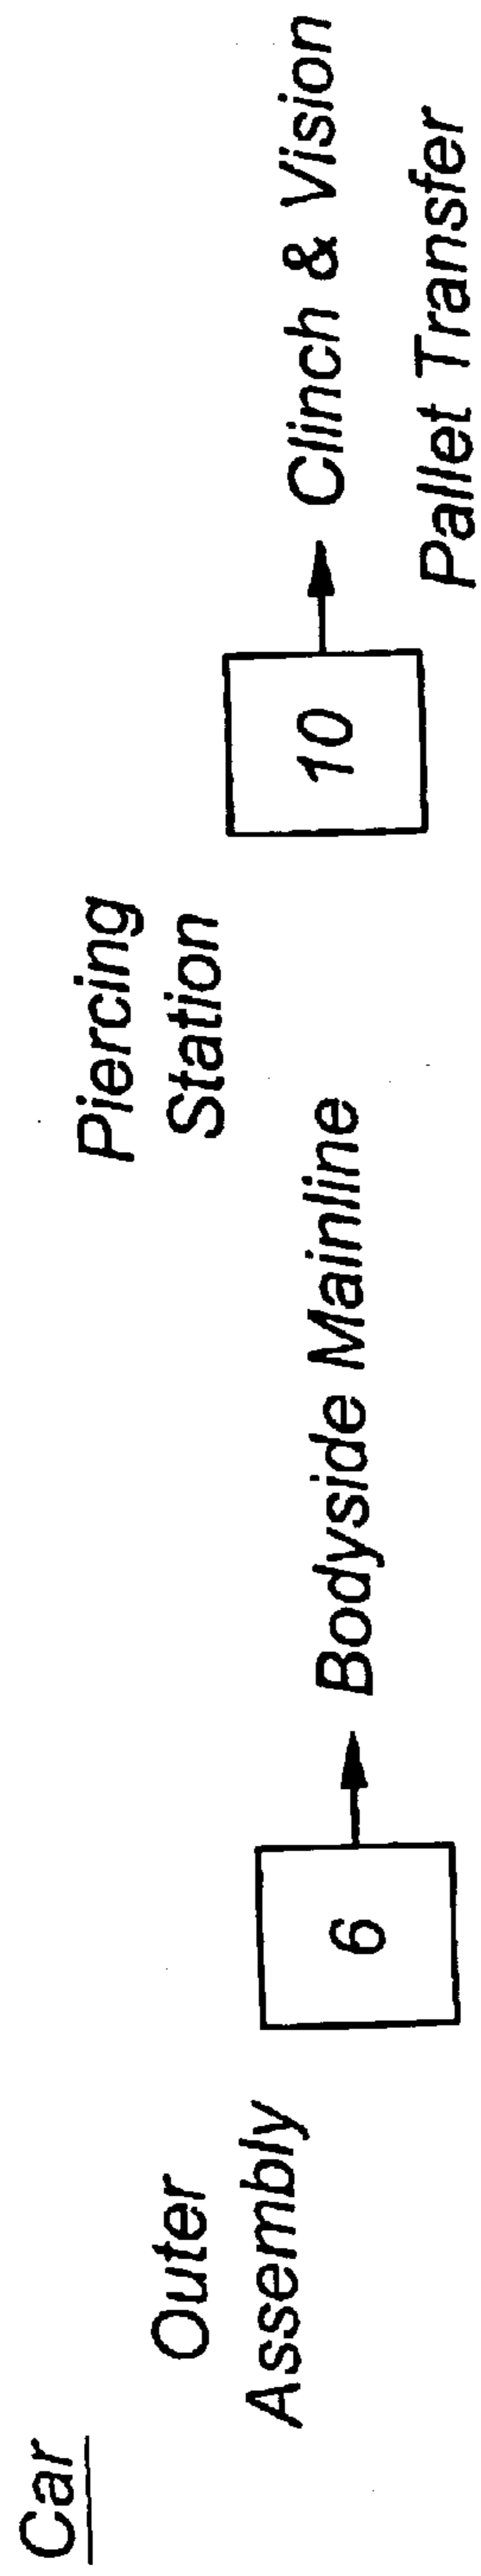 Car
Outer
Assembly
6
Bodyside Mainline
Piercing
Station
10
Clinch & Vision
Pallet Transfer